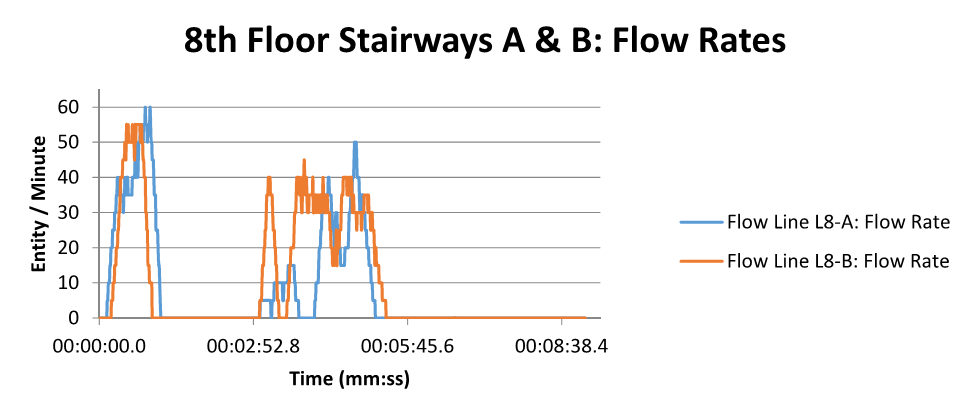 8th Floor Stairways A & B: Flow Rates
Entity / Minute
60
50
40
30
20
10
0
00:00:00.0 00:02:52.8 00:05:45.6 00:08:38.4
Time (mm:ss)
Flow Line L8-A: Flow Rate
Flow Line L8-B: Flow Rate